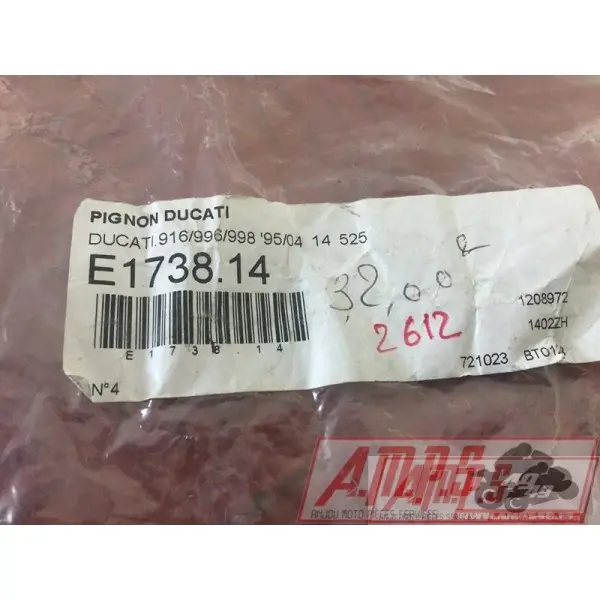 PIGNON DUCATI
DUCATI.916/996/998 '95/04 14 525
E1738.14
32,00 €
2612
E1738.14
1208972
1402ZH
721023 BT01
N°4
A.M.P.S